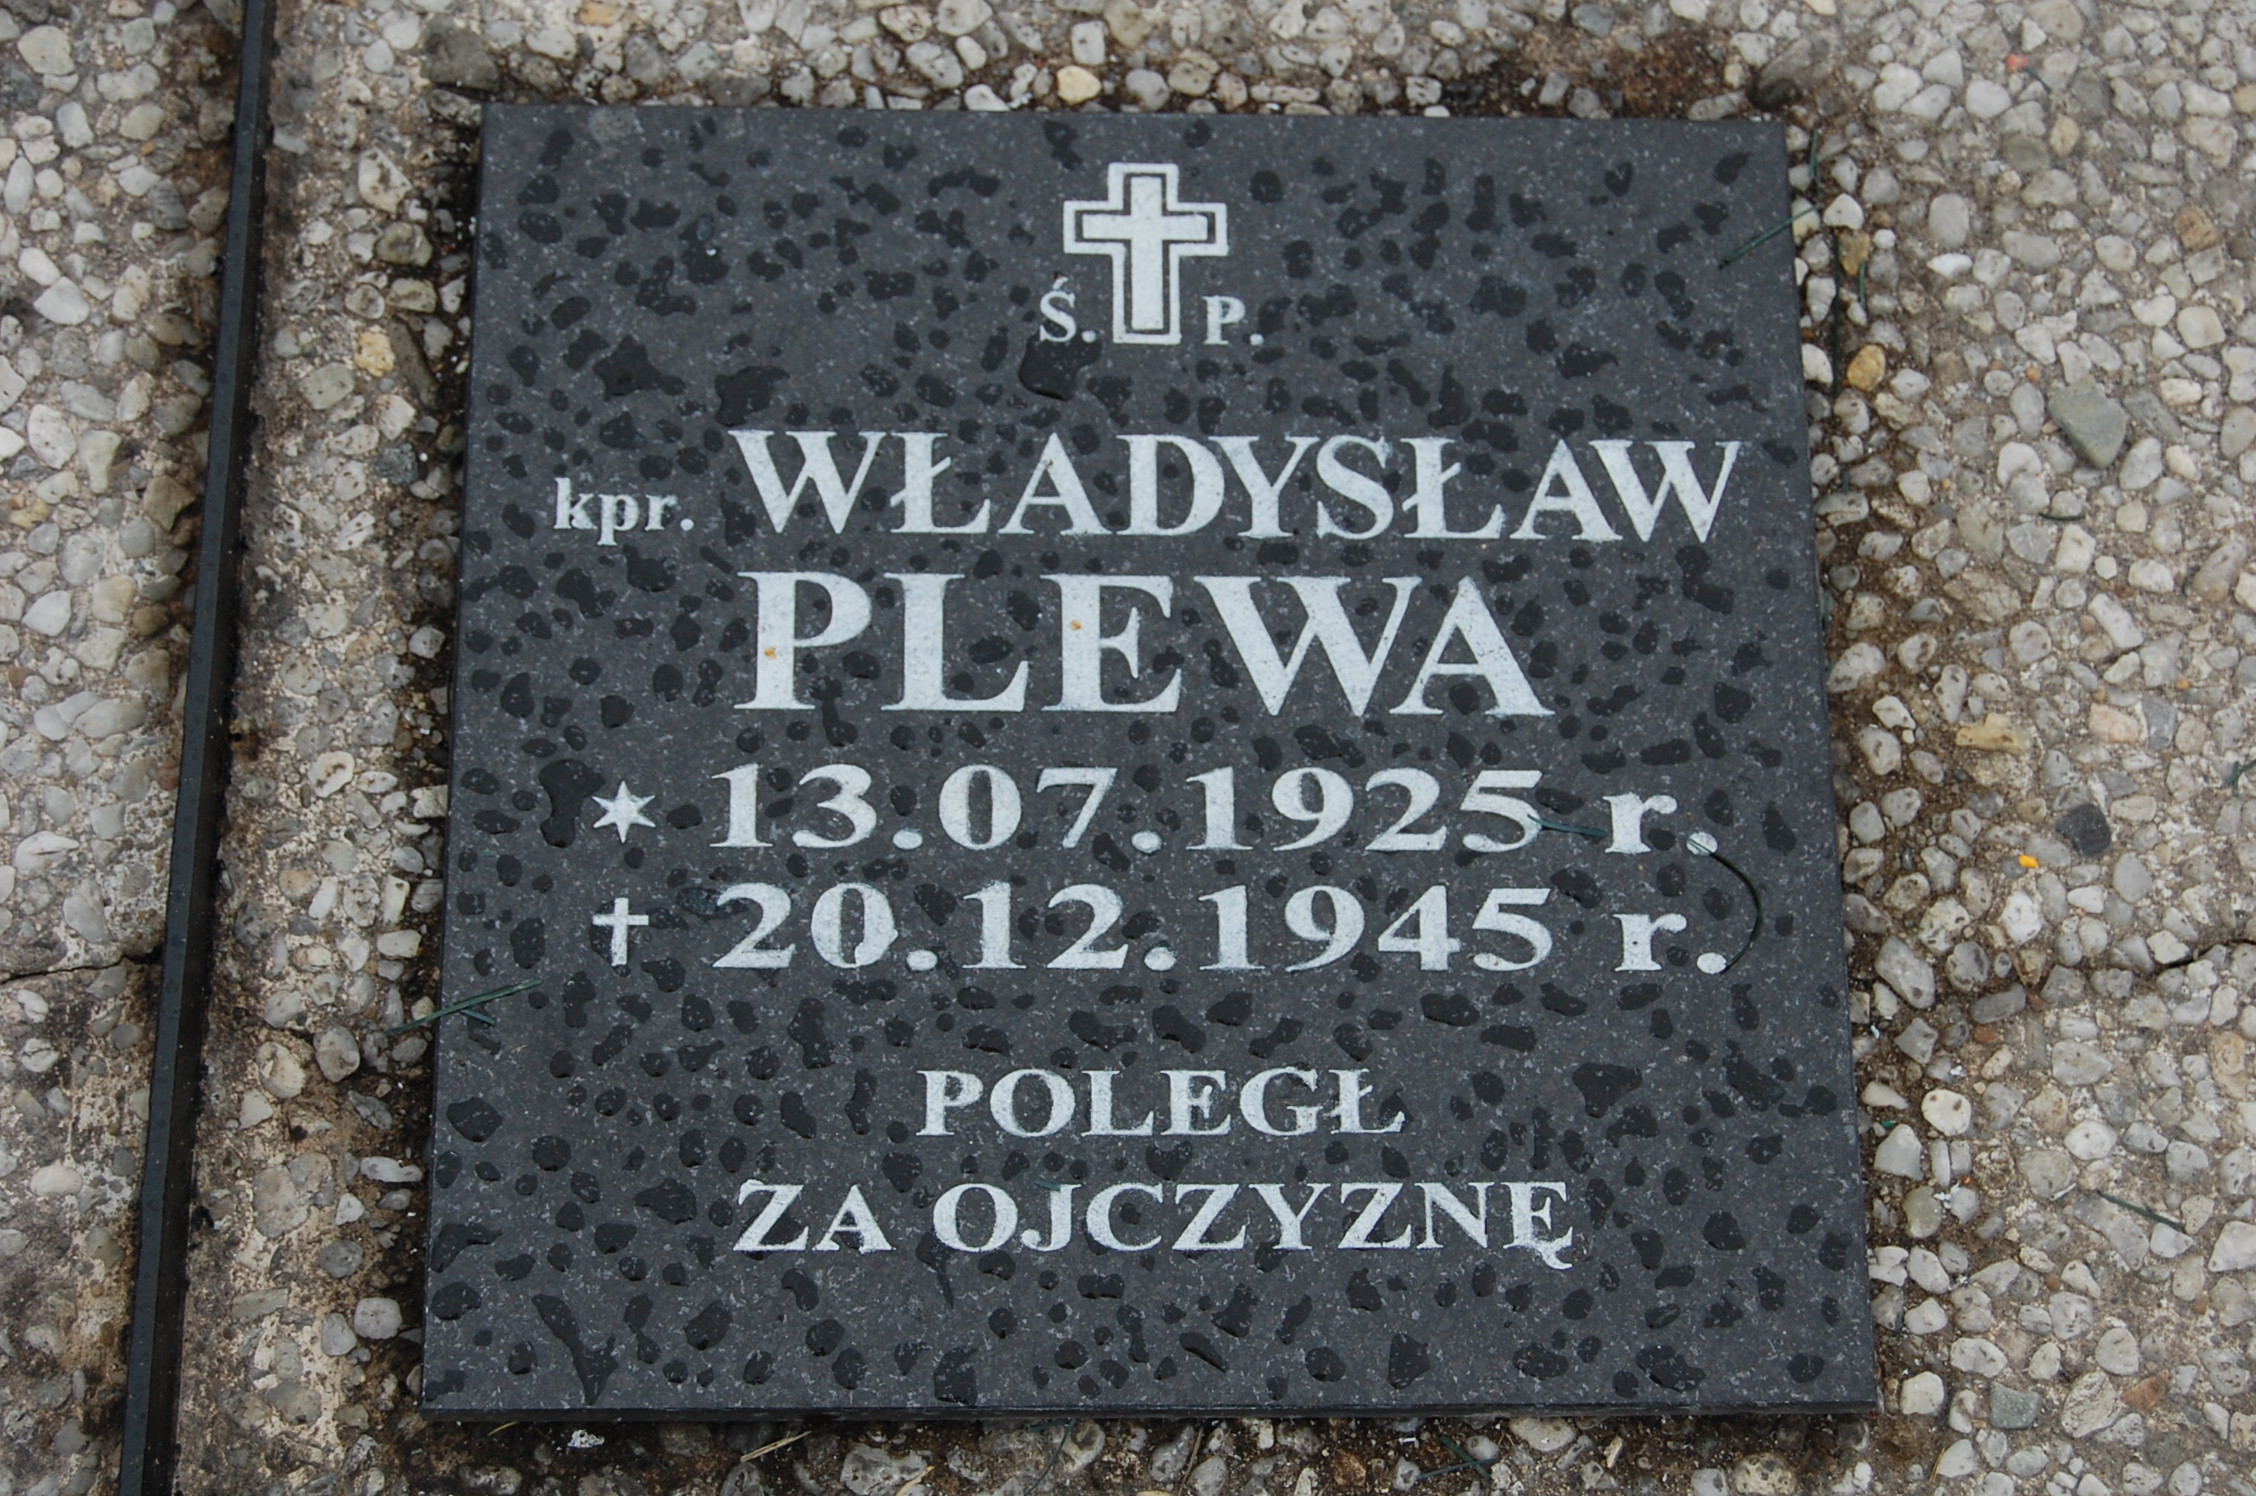 Ś. P.
kpr. WŁADYSŁAW
PLEWA
13.07.1925 r.
20.12.1945 r.
POLEGŁ
ZA OJCZYZNĘ